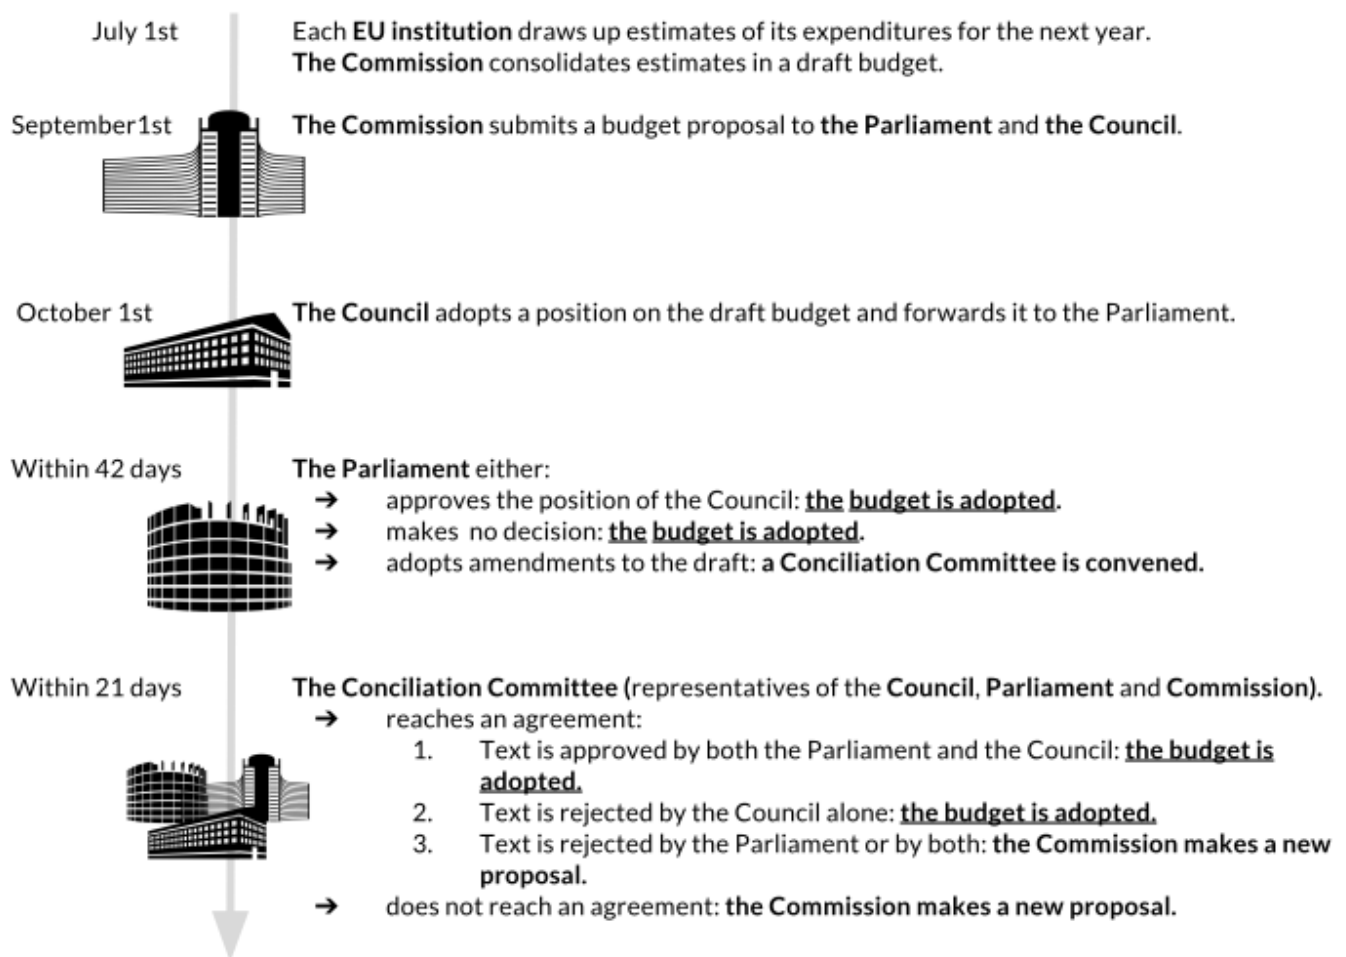 July 1st
Each EU institution draws up estimates of its expenditures for the next year.
The Commission consolidates estimates in a draft budget.
September1st
The Commission submits a budget proposal to the Parliament and the Council.
October 1st
The Council adopts a position on the draft budget and forwards it to the Parliament.
Within 42 days
The Parliament either:
➔ approves the position of the Council: the budget is adopted.
➔ makes no decision: the budget is adopted.
➔ adopts amendments to the draft: a Conciliation Committee is convened.
Within 21 days
The Conciliation Committee (representatives of the Council, Parliament and Commission).
➔ reaches an agreement:
1. Text is approved by both the Parliament and the Council: the budget is
adopted.
2. Text is rejected by the Council alone: the budget is adopted.
3. Text is rejected by the Parliament or by both: the Commission makes a new
proposal.
➔ does not reach an agreement: the Commission makes a new proposal.